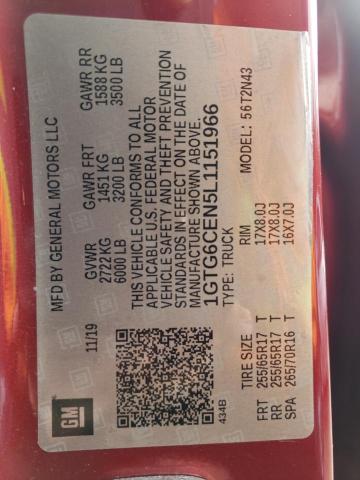 MFD BY GENERAL MOTORS LLC 11/19
GVWR GAWR FRT GAWR RR
2722 KG 1451 KG 1588 KG
6000 LB 3200 LB 3500 LB
THIS VEHICLE CONFORMS TO ALL
APPLICABLE U.S. FEDERAL MOTOR
VEHICLE SAFETY AND THEFT PREVENTION
STANDARDS IN EFFECT ON THE DATE OF
MANUFACTURE SHOWN ABOVE.
1GTG6CEN5L1151966
TYPE: TRUCK MODEL: 56T2N43
GM
434B
TIRE SIZE RIM
FRT 255/65R17 T 17X8.0J
RR 255/65R17 T 17X8.0J
SPA 265/70R16 T 16X7.0J